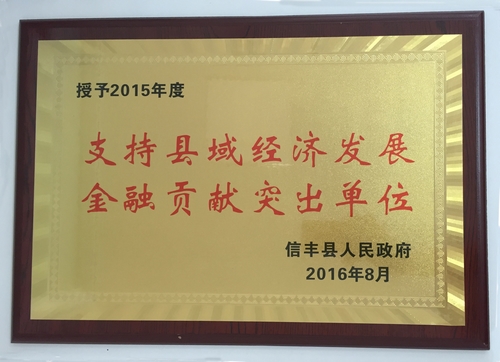 授予2015年度
支持县域经济发展
金融贡献突出单位
信丰县人民政府
2016年8月